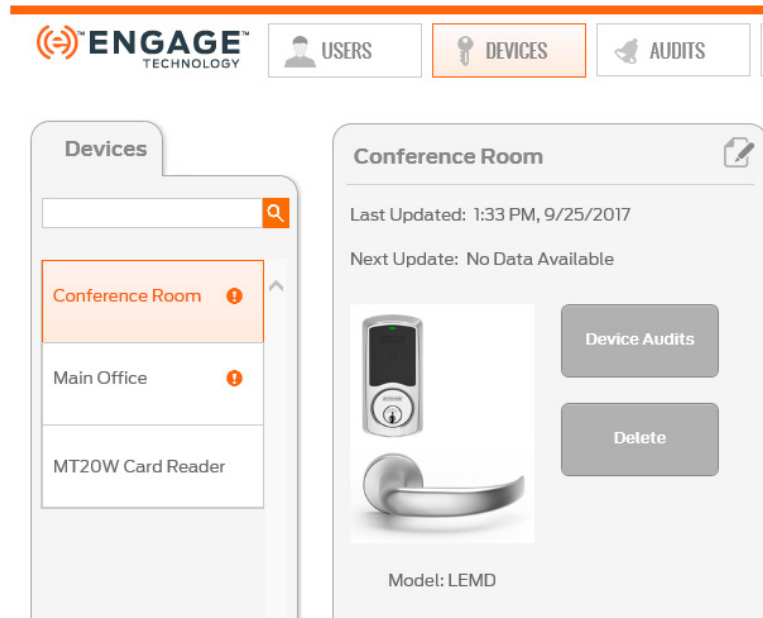 ENGAGE™
TECHNOLOGY
USERS
DEVICES
AUDITS
Devices
Conference Room
Main Office
MT20W Card Reader
Conference Room
Last Updated: 1:33 PM, 9/25/2017
Next Update: No Data Available
Device Audits
Delete
Model: LEMD